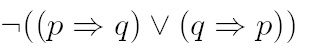 ¬((p ⇒ q) ∨ (q ⇒ p))